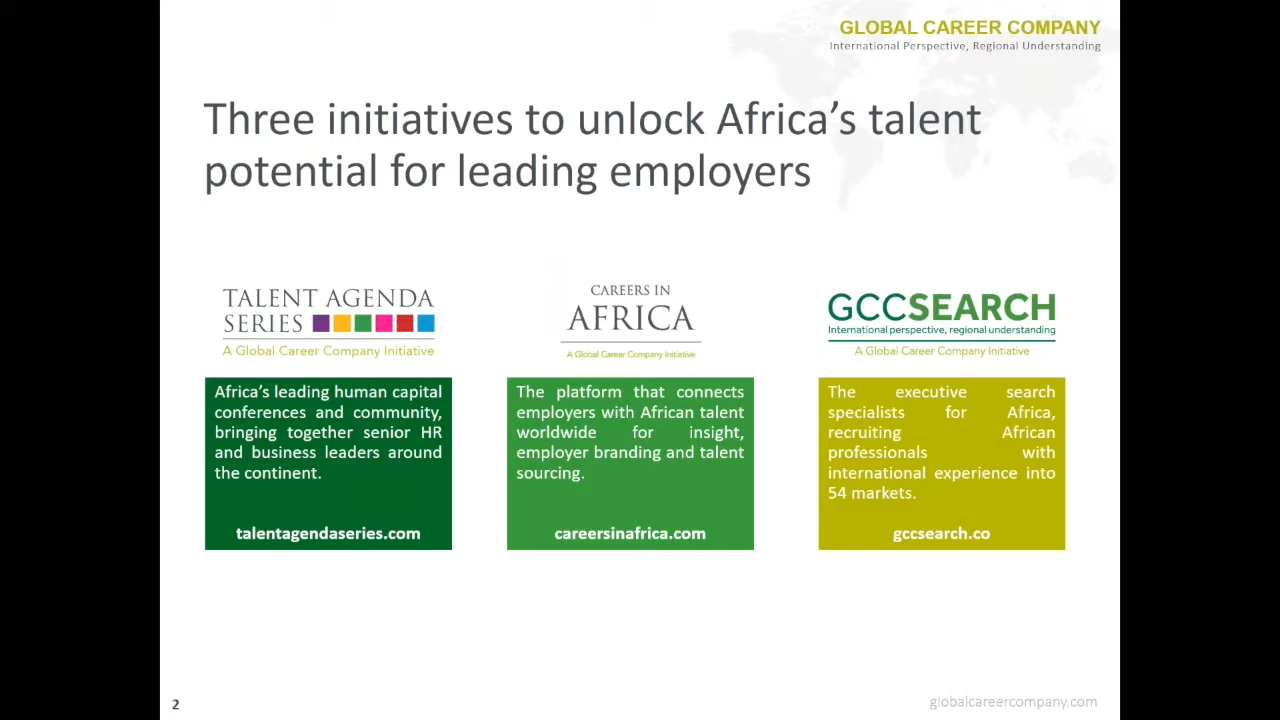 GLOBAL CAREER COMPANY
International Perspective, Regional Understanding
Three initiatives to unlock Africa's talent
potential for leading employers
TALENT AGENDA
SERIES
A Global Career Company Initiative
Africa's leading human capital
conferences and community,
bringing together senior HR
and business leaders around
the continent.
talentagendaseries.com
CAREERS IN
AFRICA
A Global Career Company Initiative
The platform that connects
employers with African talent
worldwide for insight,
employer branding and talent
sourcing.
careersinafrica.com
GCCSEARCH
International perspective, regional understanding
A Global Career Company Initiative
The executive search
specialists for Africa,
recruiting African
professionals with
international experience into
54 markets.
gccsearch.co
2
globalcareercompany.com